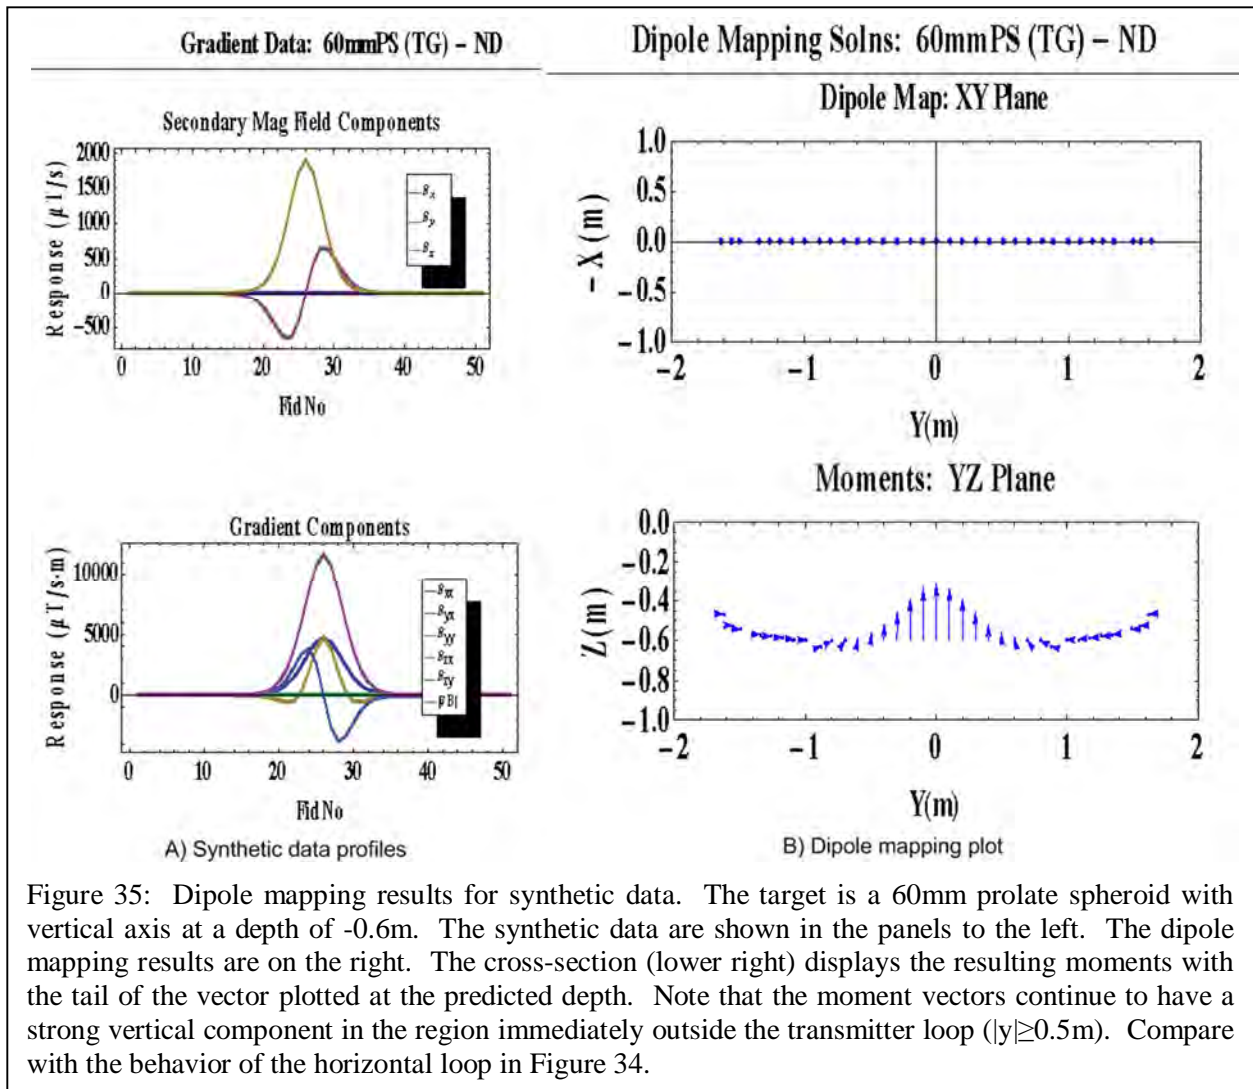 Gradient Data: 60mmPS (TG) – ND
Secondary Mag Field Components
Response (µT/s)
2000
1500
1000
500
0
−500
g x
g y
g z
0 10 20 30 40 50
Fid No
Gradient Components
Response (µT/s·m)
10000
5000
0
g xx
g yx
g yy
g zx
g zy
|∇B|
0 10 20 30 40 50
Fid No
A) Synthetic data profiles
Dipole Mapping Solns: 60mmPS (TG) – ND
Dipole Map: XY Plane
− X (m)
1.0
0.5
0.0
−0.5
−1.0
−2 −1 0 1 2
Y(m)
Moments: YZ Plane
Z(m)
0.0
−0.2
−0.4
−0.6
−0.8
−1.0
−2 −1 0 1 2
Y(m)
B) Dipole mapping plot
Figure 35: Dipole mapping results for synthetic data. The target is a 60mm prolate spheroid with
vertical axis at a depth of -0.6m. The synthetic data are shown in the panels to the left. The dipole
mapping results are on the right. The cross-section (lower right) displays the resulting moments with
the tail of the vector plotted at the predicted depth. Note that the moment vectors continue to have a
strong vertical component in the region immediately outside the transmitter loop (|y|≥0.5m). Compare
with the behavior of the horizontal loop in Figure 34.